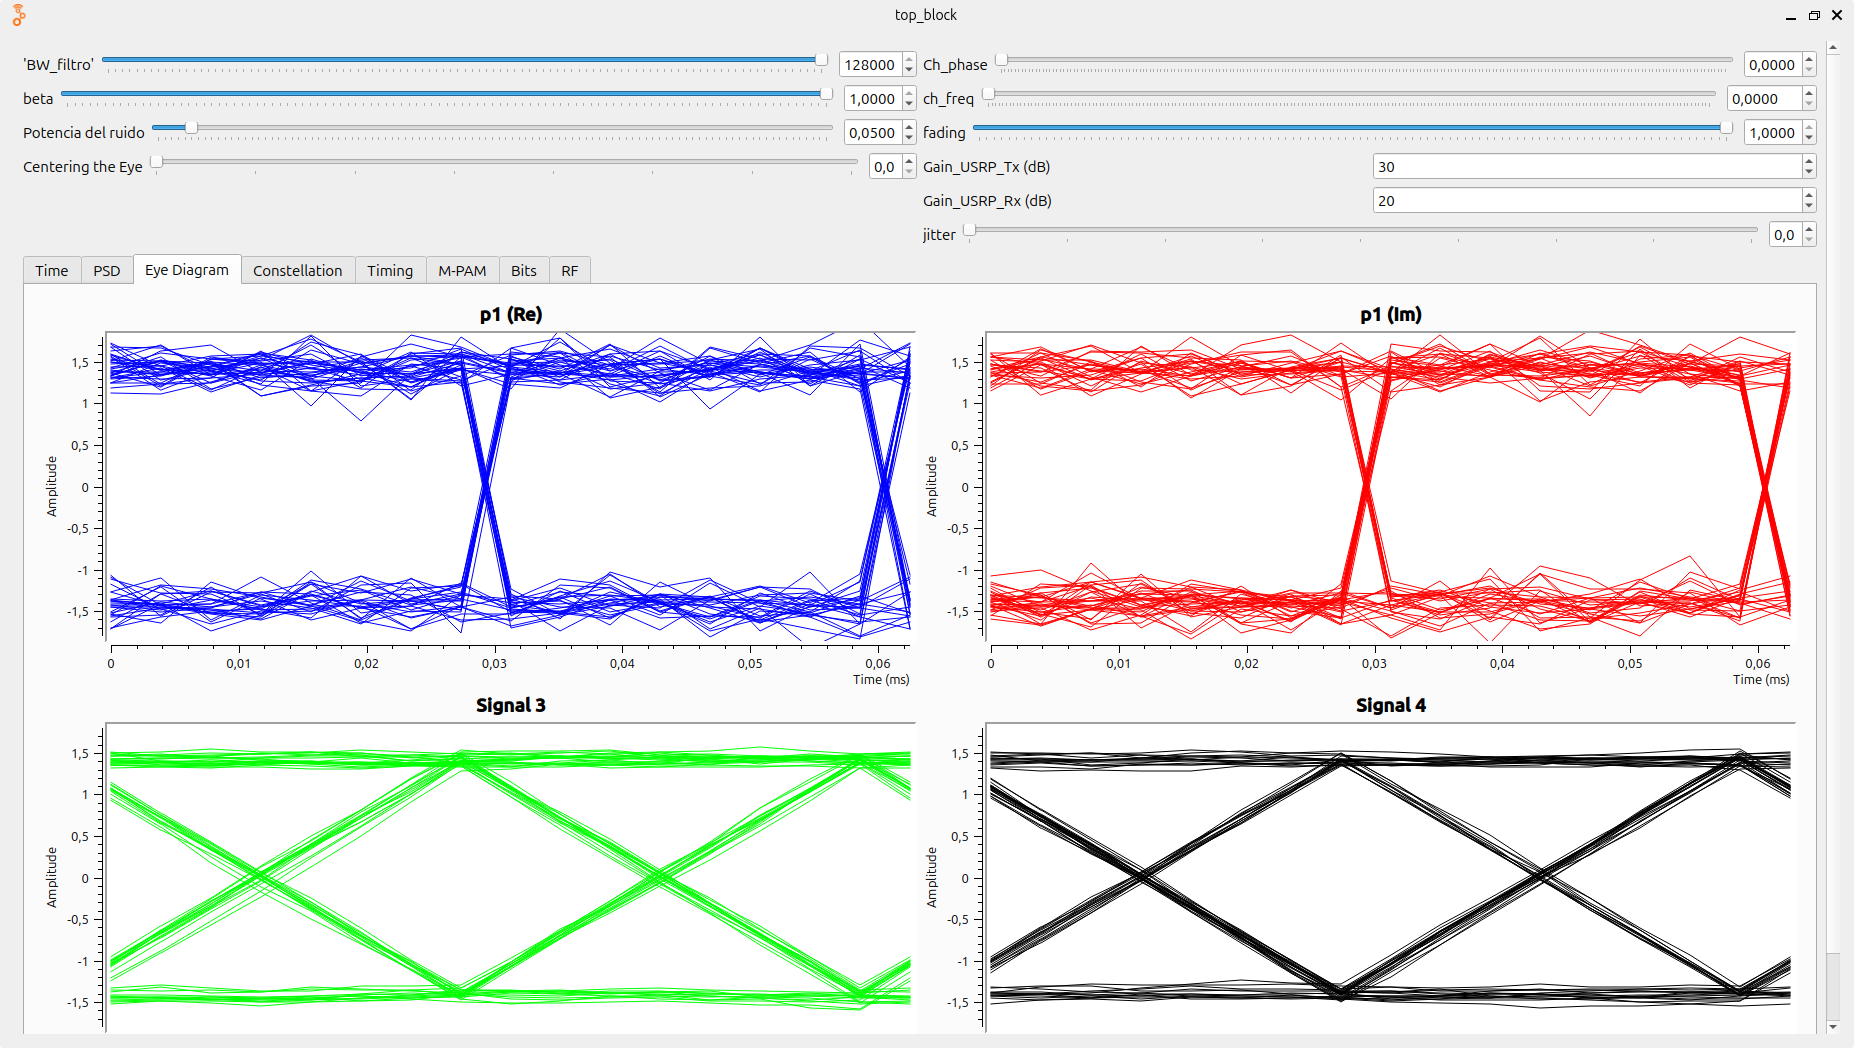 top_block
'BW_filtro' 128000
beta 1,0000
Potencia del ruido 0,0500
Centering the Eye 0,0
Ch_phase 0,0000
ch_freq 0,0000
fading 1,0000
Gain_USRP_Tx (dB) 30
Gain_USRP_Rx (dB) 20
jitter 0,0
Time PSD Eye Diagram Constellation Timing M-PAM Bits RF
p1 (Re)
Amplitude
1,5
1
0,5
0
-0,5
-1
-1,5
0 0,01 0,02 0,03 0,04 0,05 0,06
Time (ms)
p1 (Im)
Amplitude
1,5
1
0,5
0
-0,5
-1
-1,5
0 0,01 0,02 0,03 0,04 0,05 0,06
Time (ms)
Signal 3
Amplitude
1,5
1
0,5
0
-0,5
-1
-1,5
Signal 4
Amplitude
1,5
1
0,5
0
-0,5
-1
-1,5